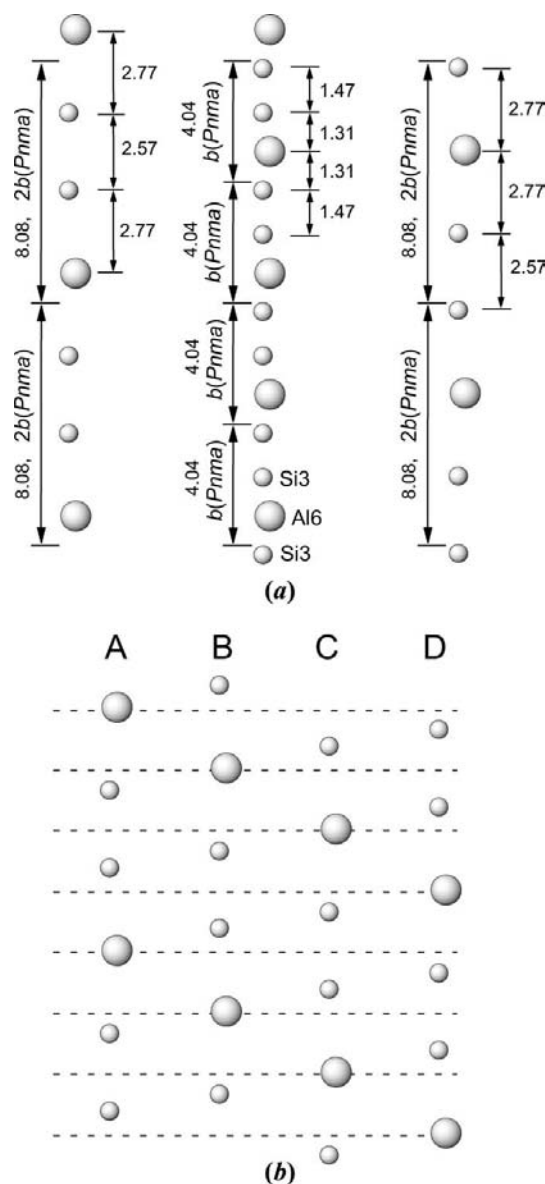 2.77
2.57
2.77
8.08, 2b(Pnma)
8.08, 2b(Pnma)
4.04
b(Pnma)
4.04
b(Pnma)
4.04
b(Pnma)
4.04
b(Pnma)
1.47
1.31
1.31
1.47
Si3
Al6
Si3
8.08, 2b(Pnma)
8.08, 2b(Pnma)
2.77
2.77
2.57
(a)
A B C D
(b)